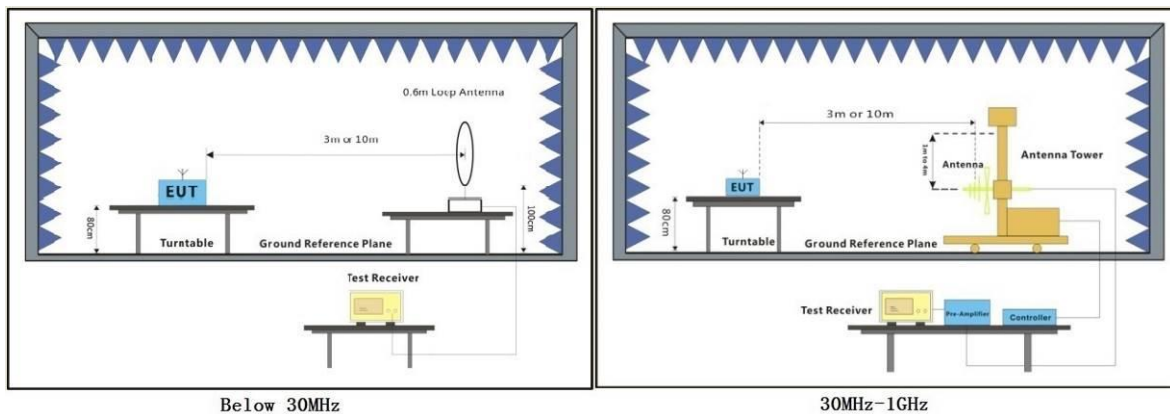 0.6m Loop Antenna
3m or 10m
EUT
80cm
100cm
Turntable
Ground Reference Plane
Test Receiver
Below 30MHz
3m or 10m
1m to 4m
Antenna
Antenna Tower
EUT
80cm
Turntable
Ground Reference Plane
Test Receiver
Pre-Amplifier
Controller
30MHz-1GHz